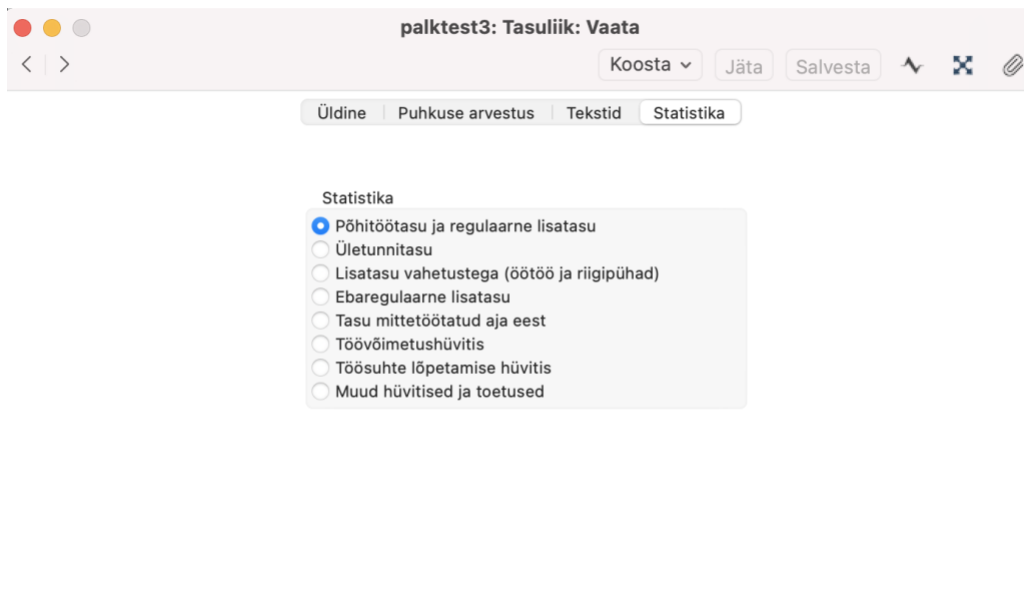 palktest3: Tasuliik: Vaata
Koosta Jäta Salvesta
Üldine Puhkuse arvestus Tekstid Statistika
Statistika
Põhitöötasu ja regulaarne lisatasu
Ületunnitasu
Lisatasu vahetustega (öötöö ja riigipühad)
Ebaregulaarne lisatasu
Tasu mittetöötatud aja eest
Töövõimetushüvitis
Töösuhte lõpetamise hüvitis
Muud hüvitised ja toetused